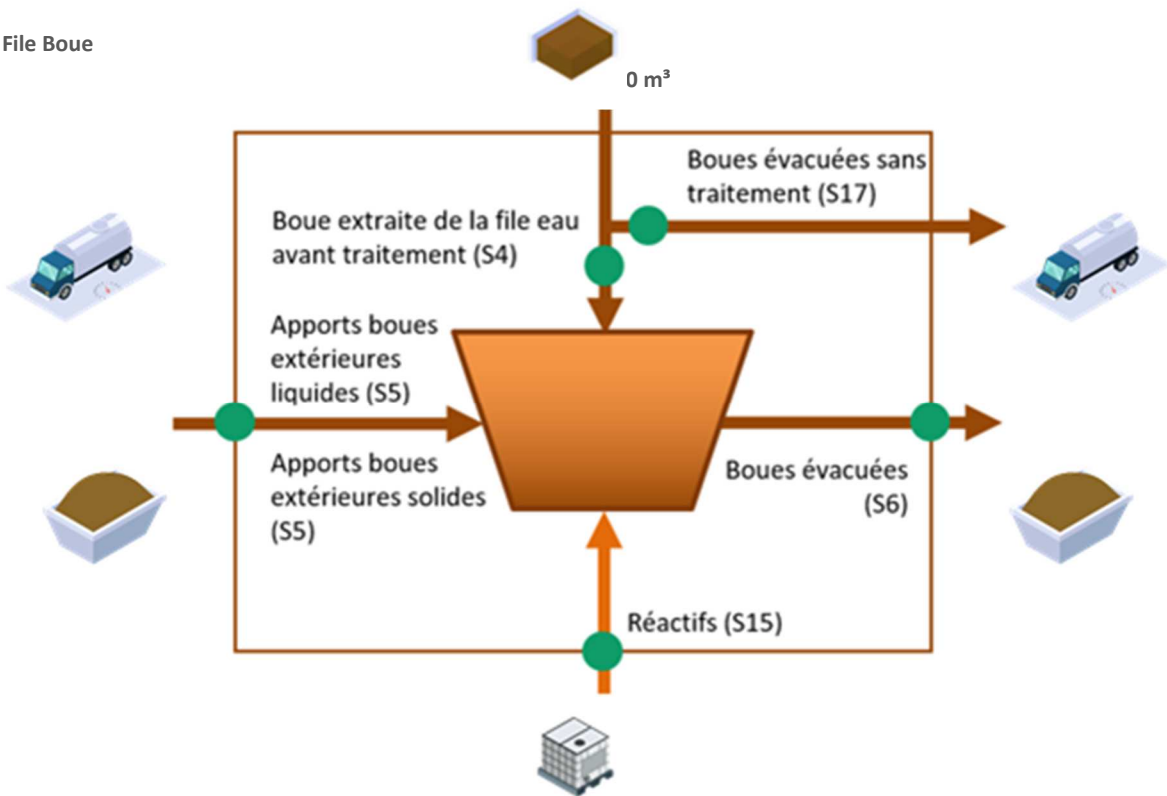 File Boue
0 m³
Boues évacuées sans
traitement (S17)
Boue extraite de la file eau
avant traitement (S4)
Apports boues
extérieures
liquides (S5)
Apports boues
extérieures solides
(S5)
Boues évacuées
(S6)
Réactifs (S15)